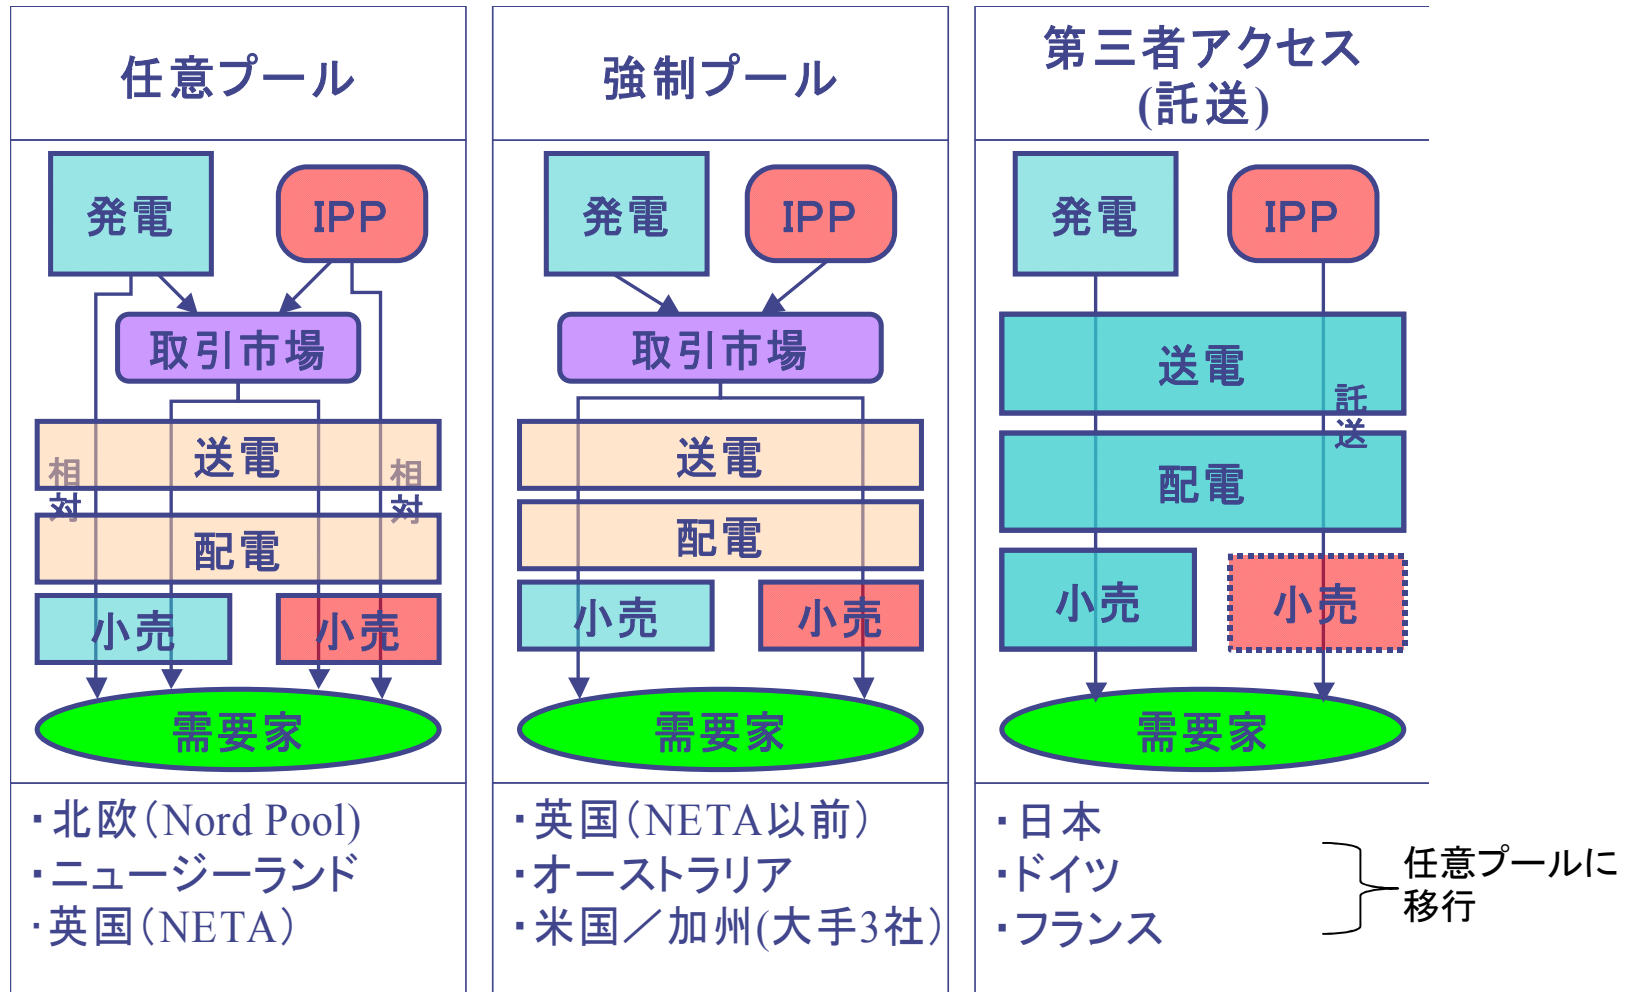 任意プール
発電
IPP
取引市場
相対
送電
相対
配電
小売
小売
需要家
・北欧（Nord Pool)
・ニュージーランド
・英国（NETA）
強制プール
発電
IPP
取引市場
送電
配電
小売
小売
需要家
・英国（NETA以前）
・オーストラリア
・米国／加州(大手3社）
第三者アクセス
(託送)
発電
IPP
送電
託送
配電
小売
小売
需要家
・日本
・ドイツ
・フランス
任意プールに
移行